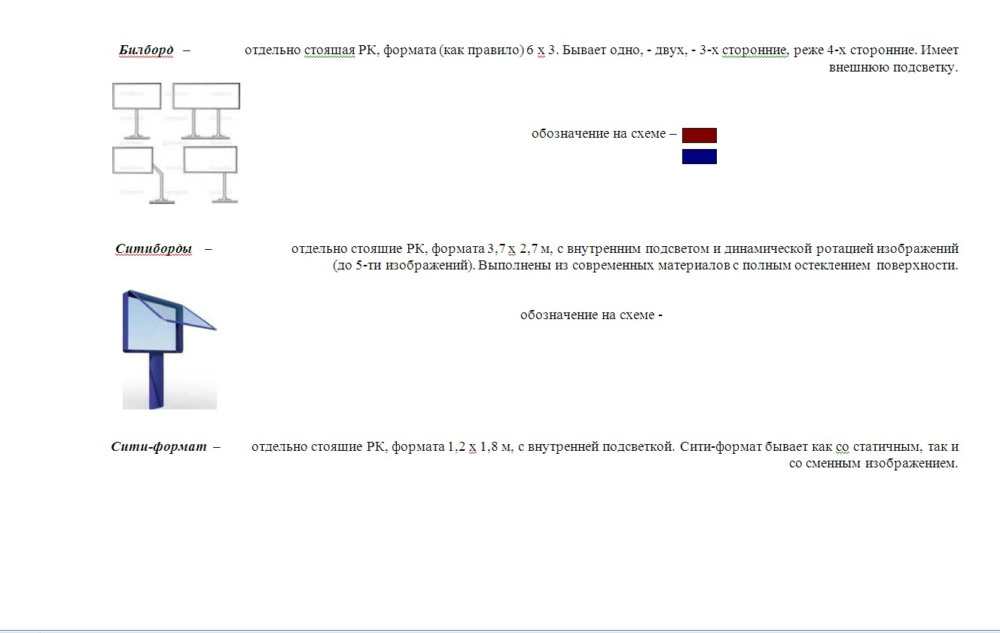 Билборд – отдельно стояшая РК, формата (как правило) 6 х 3. Бывает одно, - двух, - 3-х сторонние, реже 4-х сторонние. Имеет
внешнюю подсветку.
обозначение на схеме –
Ситиборды – отдельно стоящие РК, формата 3,7 х 2,7 м, с внутренним подсветом и динамической ротацией изображений
(до 5-ти изображений). Выполнены из современных материалов с полным остеклением поверхности.
обозначение на схеме -
Сити-формат – отдельно стоящие РК, формата 1,2 х 1,8 м, с внутренней подсветкой. Сити-формат бывает как со статичным, так и
со сменным изображением.